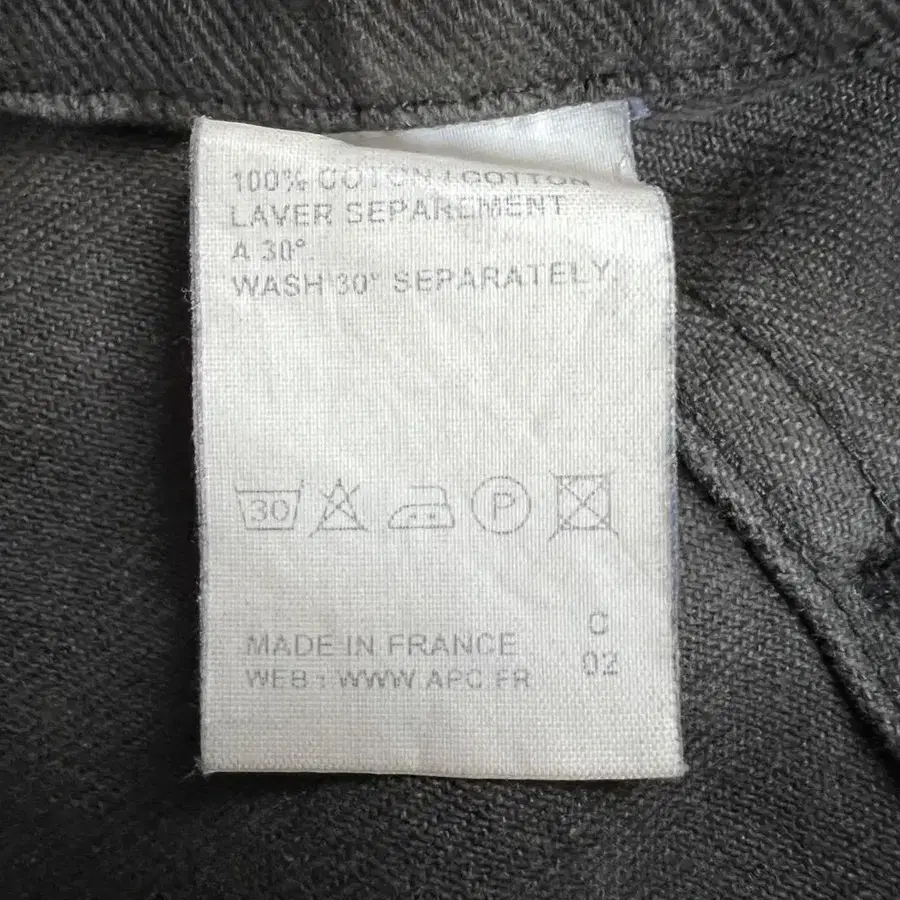 100% COTON / COTTON
LAVER SEPAREMENT
A 30°.
WASH 30° SEPARATELY.
30
P
MADE IN FRANCE
WEB : WWW.APC.FR
O
02